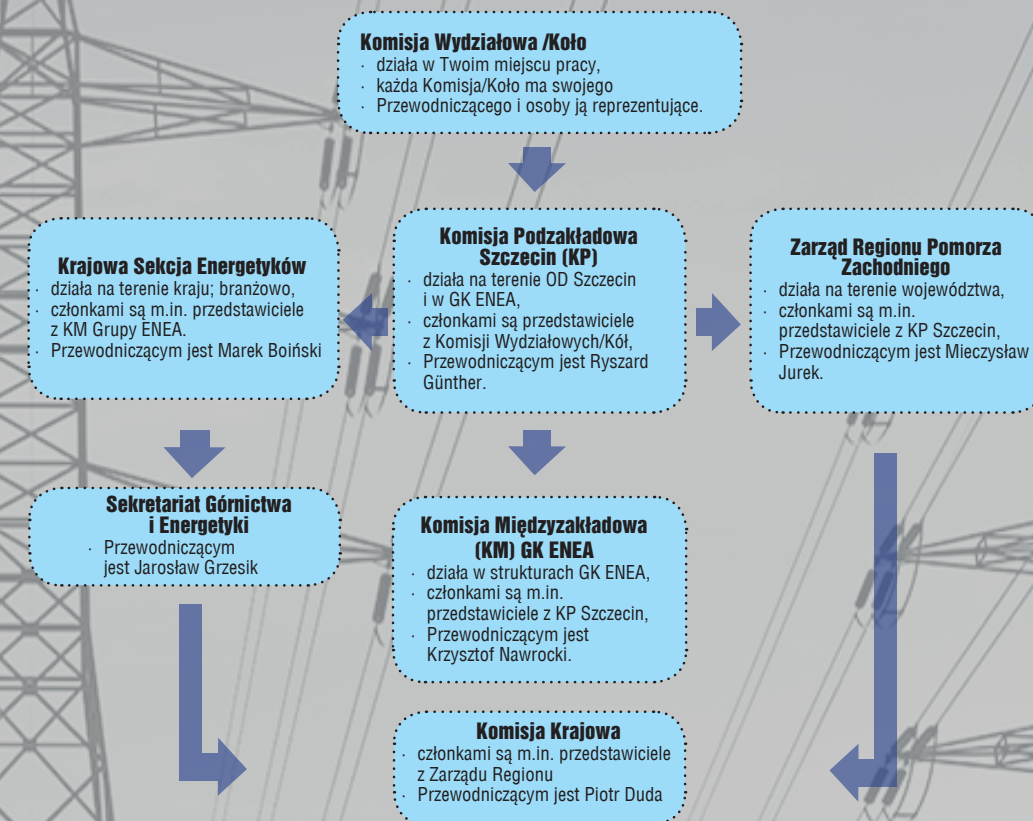 Komisja Wydziałowa /Koło
· działa w Twoim miejscu pracy,
· każda Komisja/Koło ma swojego
· Przewodniczącego i osoby ją reprezentujące.
Krajowa Sekcja Energetyków
· działa na terenie kraju; branżowo,
· członkami są m.in. przedstawiciele
z KM Grupy ENEA.
· Przewodniczącym jest Marek Boiński
Komisja Podzakładowa
Szczecin (KP)
· działa na terenie OD Szczecin
i w GK ENEA,
· członkami są przedstawiciele
z Komisji Wydziałowych/Kół,
· Przewodniczącym jest Ryszard
Günther.
Zarząd Regionu Pomorza
Zachodniego
· działa na terenie województwa,
· członkami są m.in.
przedstawiciele z KP Szczecin,
· Przewodniczącym jest Mieczysław
Jurek.
Sekretariat Górnictwa
i Energetyki
· Przewodniczącym
jest Jarosław Grzesik
Komisja Międzyzakładowa
(KM) GK ENEA
· działa w strukturach GK ENEA,
· członkami są m.in.
przedstawiciele z KP Szczecin,
· Przewodniczącym jest
Krzysztof Nawrocki.
Komisja Krajowa
· członkami są m.in. przedstawiciele
z Zarządu Regionu
· Przewodniczącym jest Piotr Duda